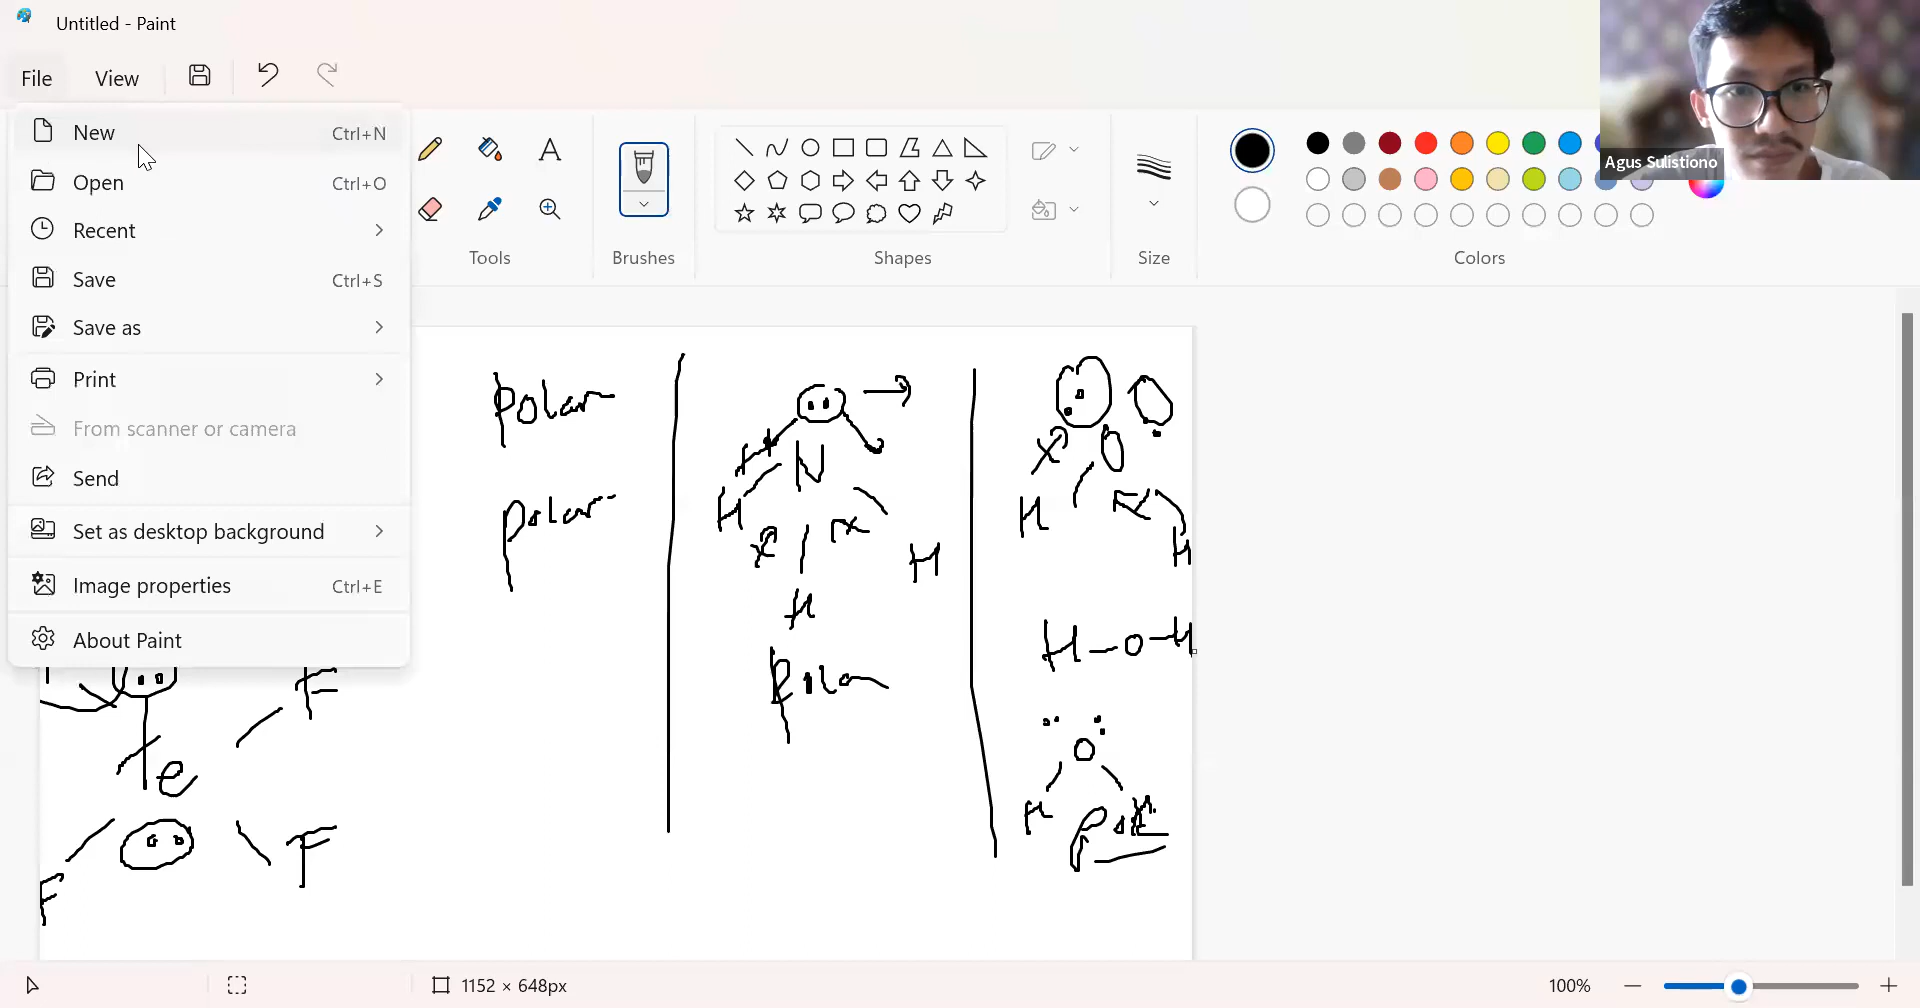 Untitled - Paint
File View
New Ctrl+N
Open Ctrl+O
Recent
Save Ctrl+S
Save as
Print
From scanner or camera
Send
Set as desktop background
Image properties Ctrl+E
About Paint
Tools
Brushes
Shapes
Size
Colors
Agus Sulistiono
Polar
polar
N
H
H
H
Polar
H
H
H-O-H
O
H
F
e
F
F
1152 × 648px
100%